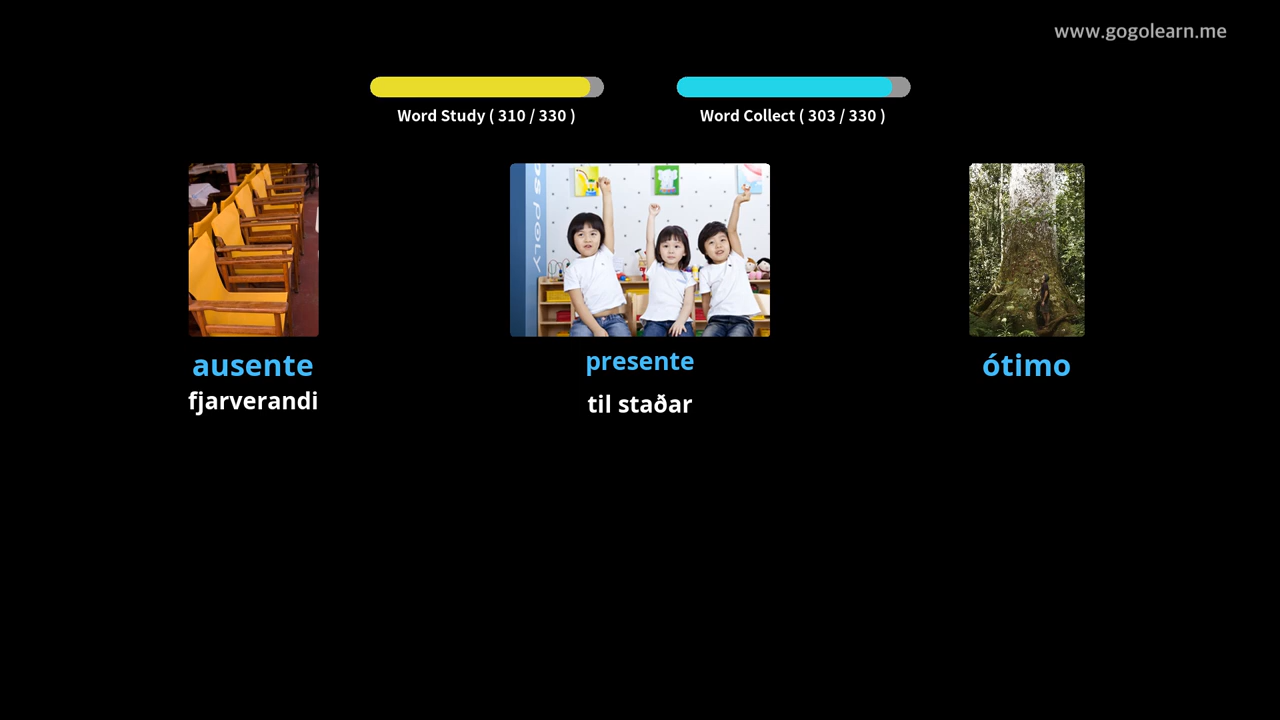 www.gogolearn.me
Word Study ( 310 / 330 )
Word Collect ( 303 / 330 )
ausente
fjarverandi
presente
til staðar
ótimo